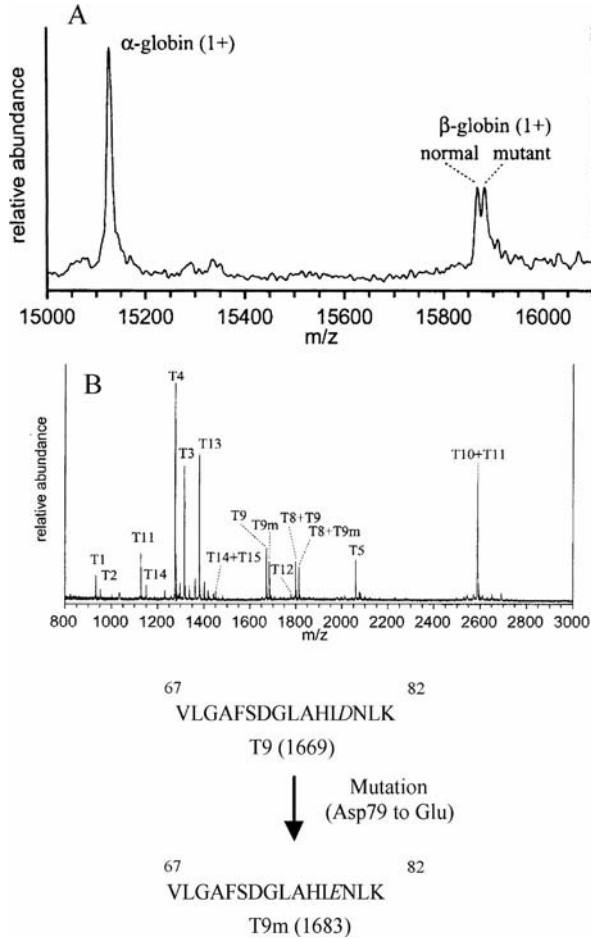 A
α-globin (1+)
β-globin (1+)
normal mutant
relative abundance
15000 15200 15400 15600 15800 16000
m/z
B
T4
T3
T13
T10+T11
T9
T9m
T8+T9
T8+T9m
T11
T1
T2
T14
T14+T15
T12
T5
relative abundance
800 1000 1200 1400 1600 1800 2000 2200 2400 2600 2800 3000
m/z
67 82
VLGAFSDGLAHLDNLK
T9 (1669)
Mutation
(Asp79 to Glu)
67 82
VLGAFSDGLAHLENLK
T9m (1683)